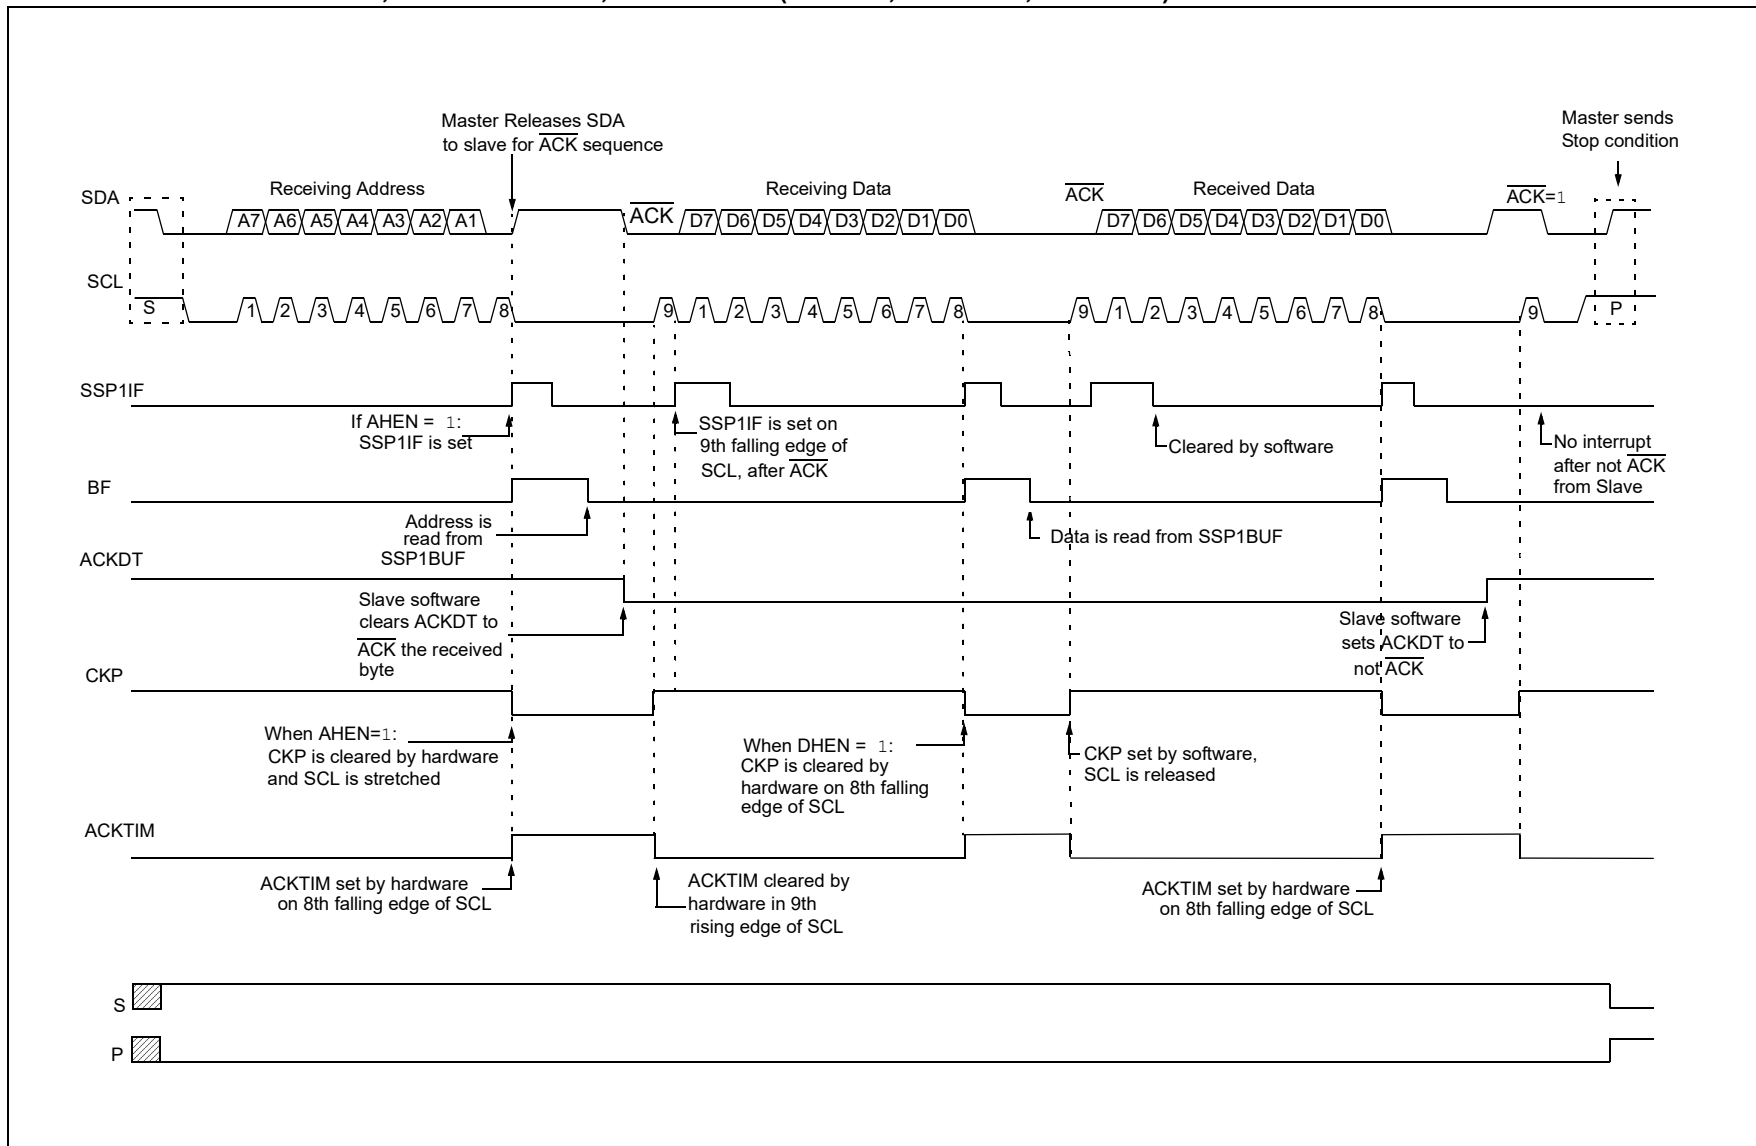 Master Releases SDA
to slave for ACK sequence
Master sends
Stop condition
SDA
Receiving Address
Receiving Data
Received Data
ACK
ACK
ACK=1
A7 A6 A5 A4 A3 A2 A1
D7 D6 D5 D4 D3 D2 D1 D0
D7 D6 D5 D4 D3 D2 D1 D0
SCL
S 1 2 3 4 5 6 7 8 9 1 2 3 4 5 6 7 8 9 1 2 3 4 5 6 7 8 9 P
SSP1IF
If AHEN = 1:
SSP1IF is set
SSP1IF is set on
9th falling edge of
SCL, after ACK
Cleared by software
No interrupt
after not ACK
from Slave
BF
Address is
read from
SSP1BUF
Data is read from SSP1BUF
ACKDT
Slave software
clears ACKDT to
ACK the received
byte
Slave software
sets ACKDT to
not ACK
CKP
When AHEN=1:
CKP is cleared by hardware
and SCL is stretched
When DHEN = 1:
CKP is cleared by
hardware on 8th falling
edge of SCL
CKP set by software,
SCL is released
ACKTIM
ACKTIM set by hardware
on 8th falling edge of SCL
ACKTIM cleared by
hardware in 9th
rising edge of SCL
ACKTIM set by hardware
on 8th falling edge of SCL
S
P